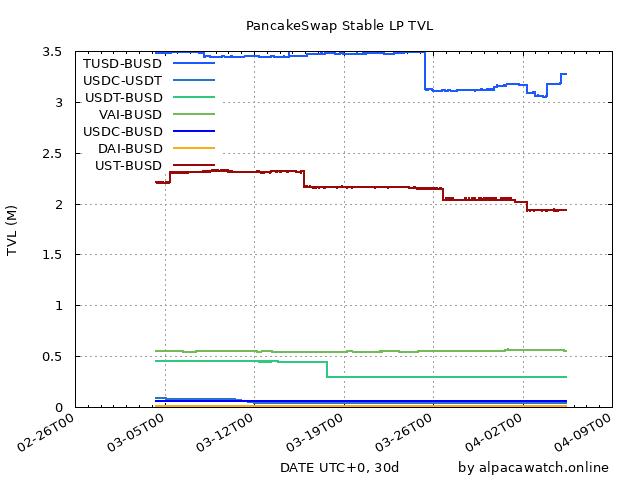 PancakeSwap Stable LP TVL
3.5
3
2.5
2
1.5
1
0.5
0
TVL (M)
TUSD-BUSD
USDC-USDT
USDT-BUSD
VAI-BUSD
USDC-BUSD
DAI-BUSD
UST-BUSD
02-26T00
03-05T00
03-12T00
03-19T00
03-26T00
04-02T00
04-09T00
DATE UTC+0, 30d
by alpacawatch.online